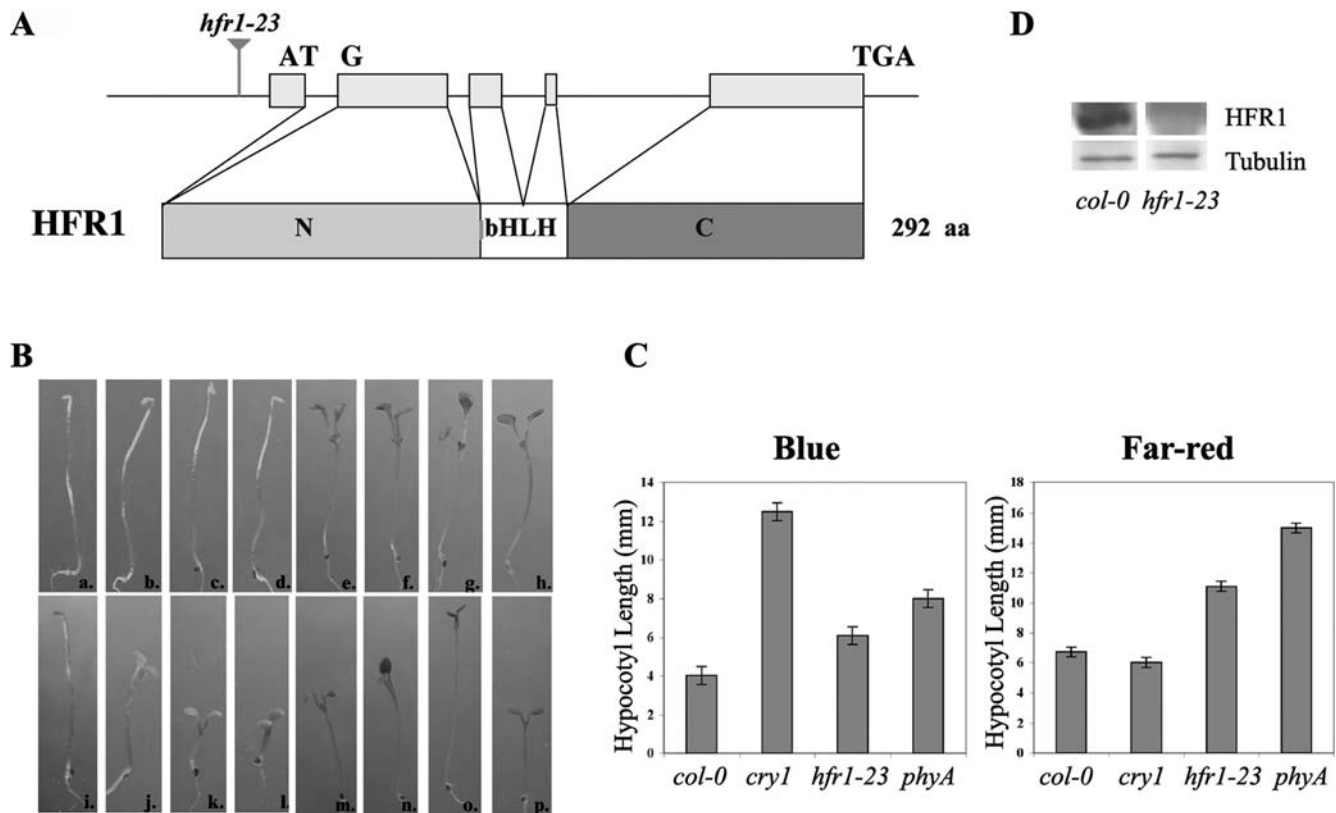 A
hfr1-23
AT G
TGA
HFR1
N
bHLH
C
292 aa
D
HFR1
Tubulin
col-0 hfr1-23
B
a. b. c. d. e. f. g. h.
i. j. k. l. m. n. o. p.
C
Blue
Hypocotyl Length (mm)
14
12
10
8
6
4
2
0
col-0 cry1 hfr1-23 phyA
Far-red
Hypocotyl Length (mm)
18
16
14
12
10
8
6
4
2
0
col-0 cry1 hfr1-23 phyA